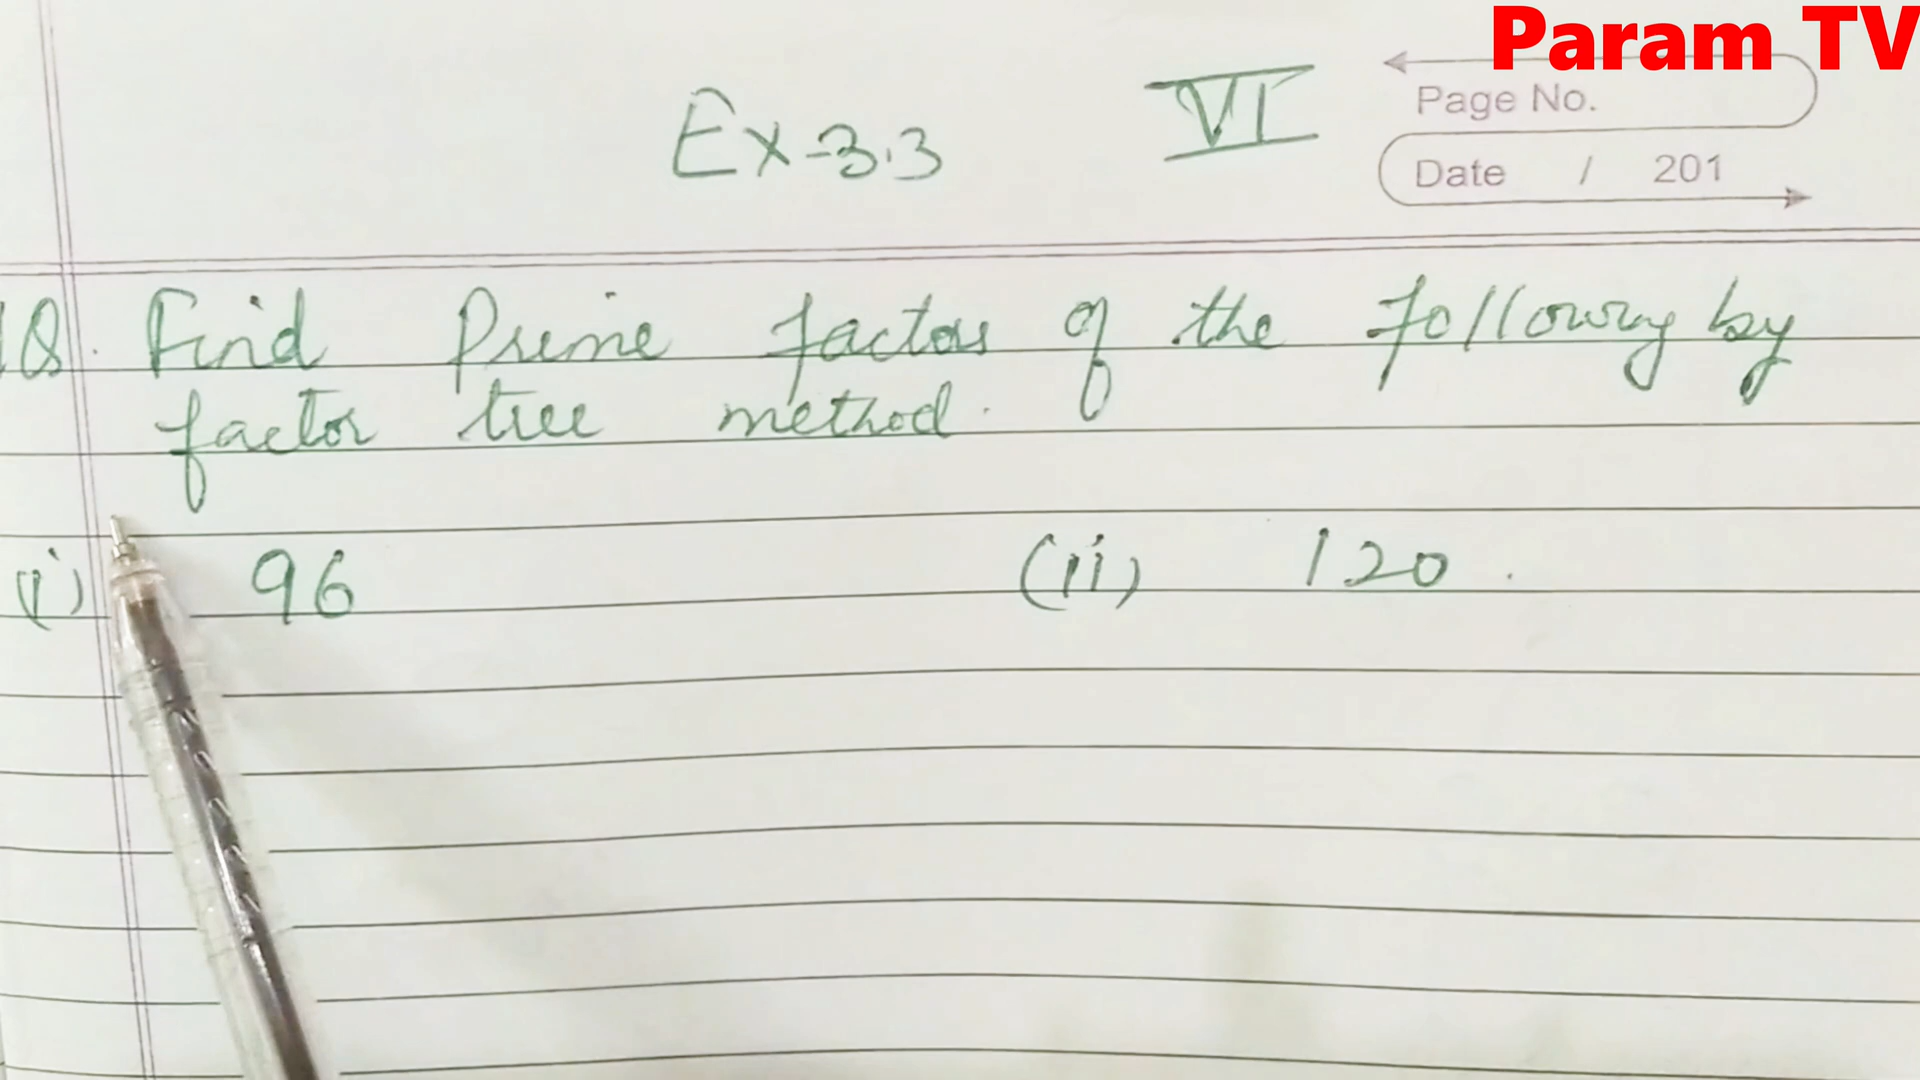 Param TV
Page No.
Ex-3.3 VI
Date / 201
Q. Find Prime factors of the following by
factor tree method.
(i) 96 (ii) 120.